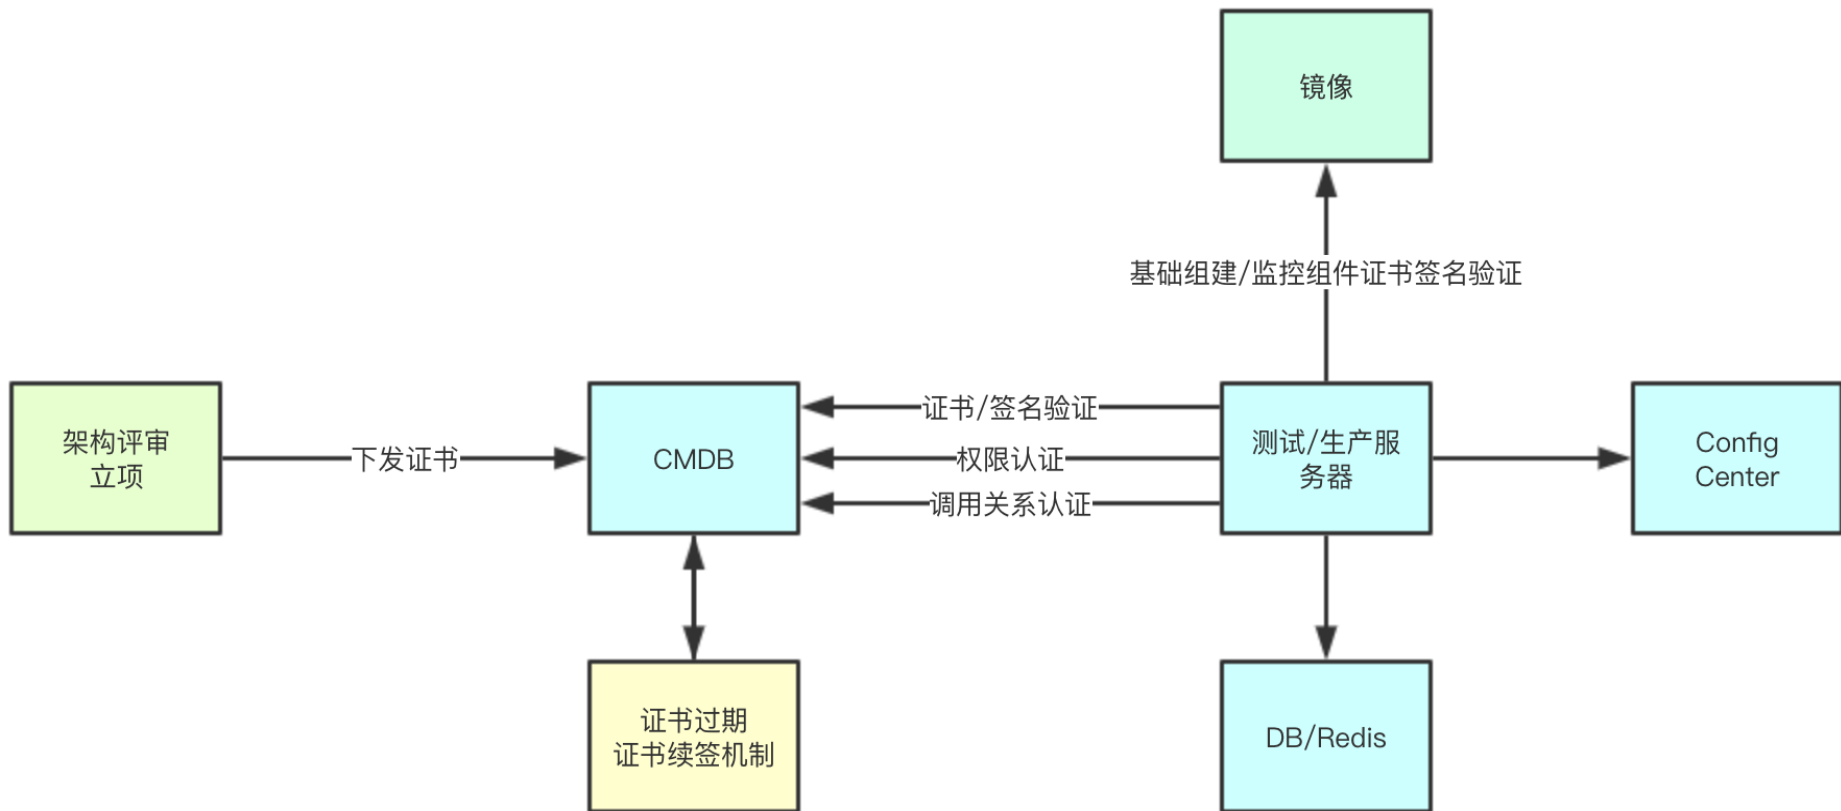 镜像
基础组建/监控组件证书签名验证
架构评审
立项
下发证书
CMDB
证书/签名验证
权限认证
调用关系认证
测试/生产服
务器
Config
Center
证书过期
证书续签机制
DB/Redis